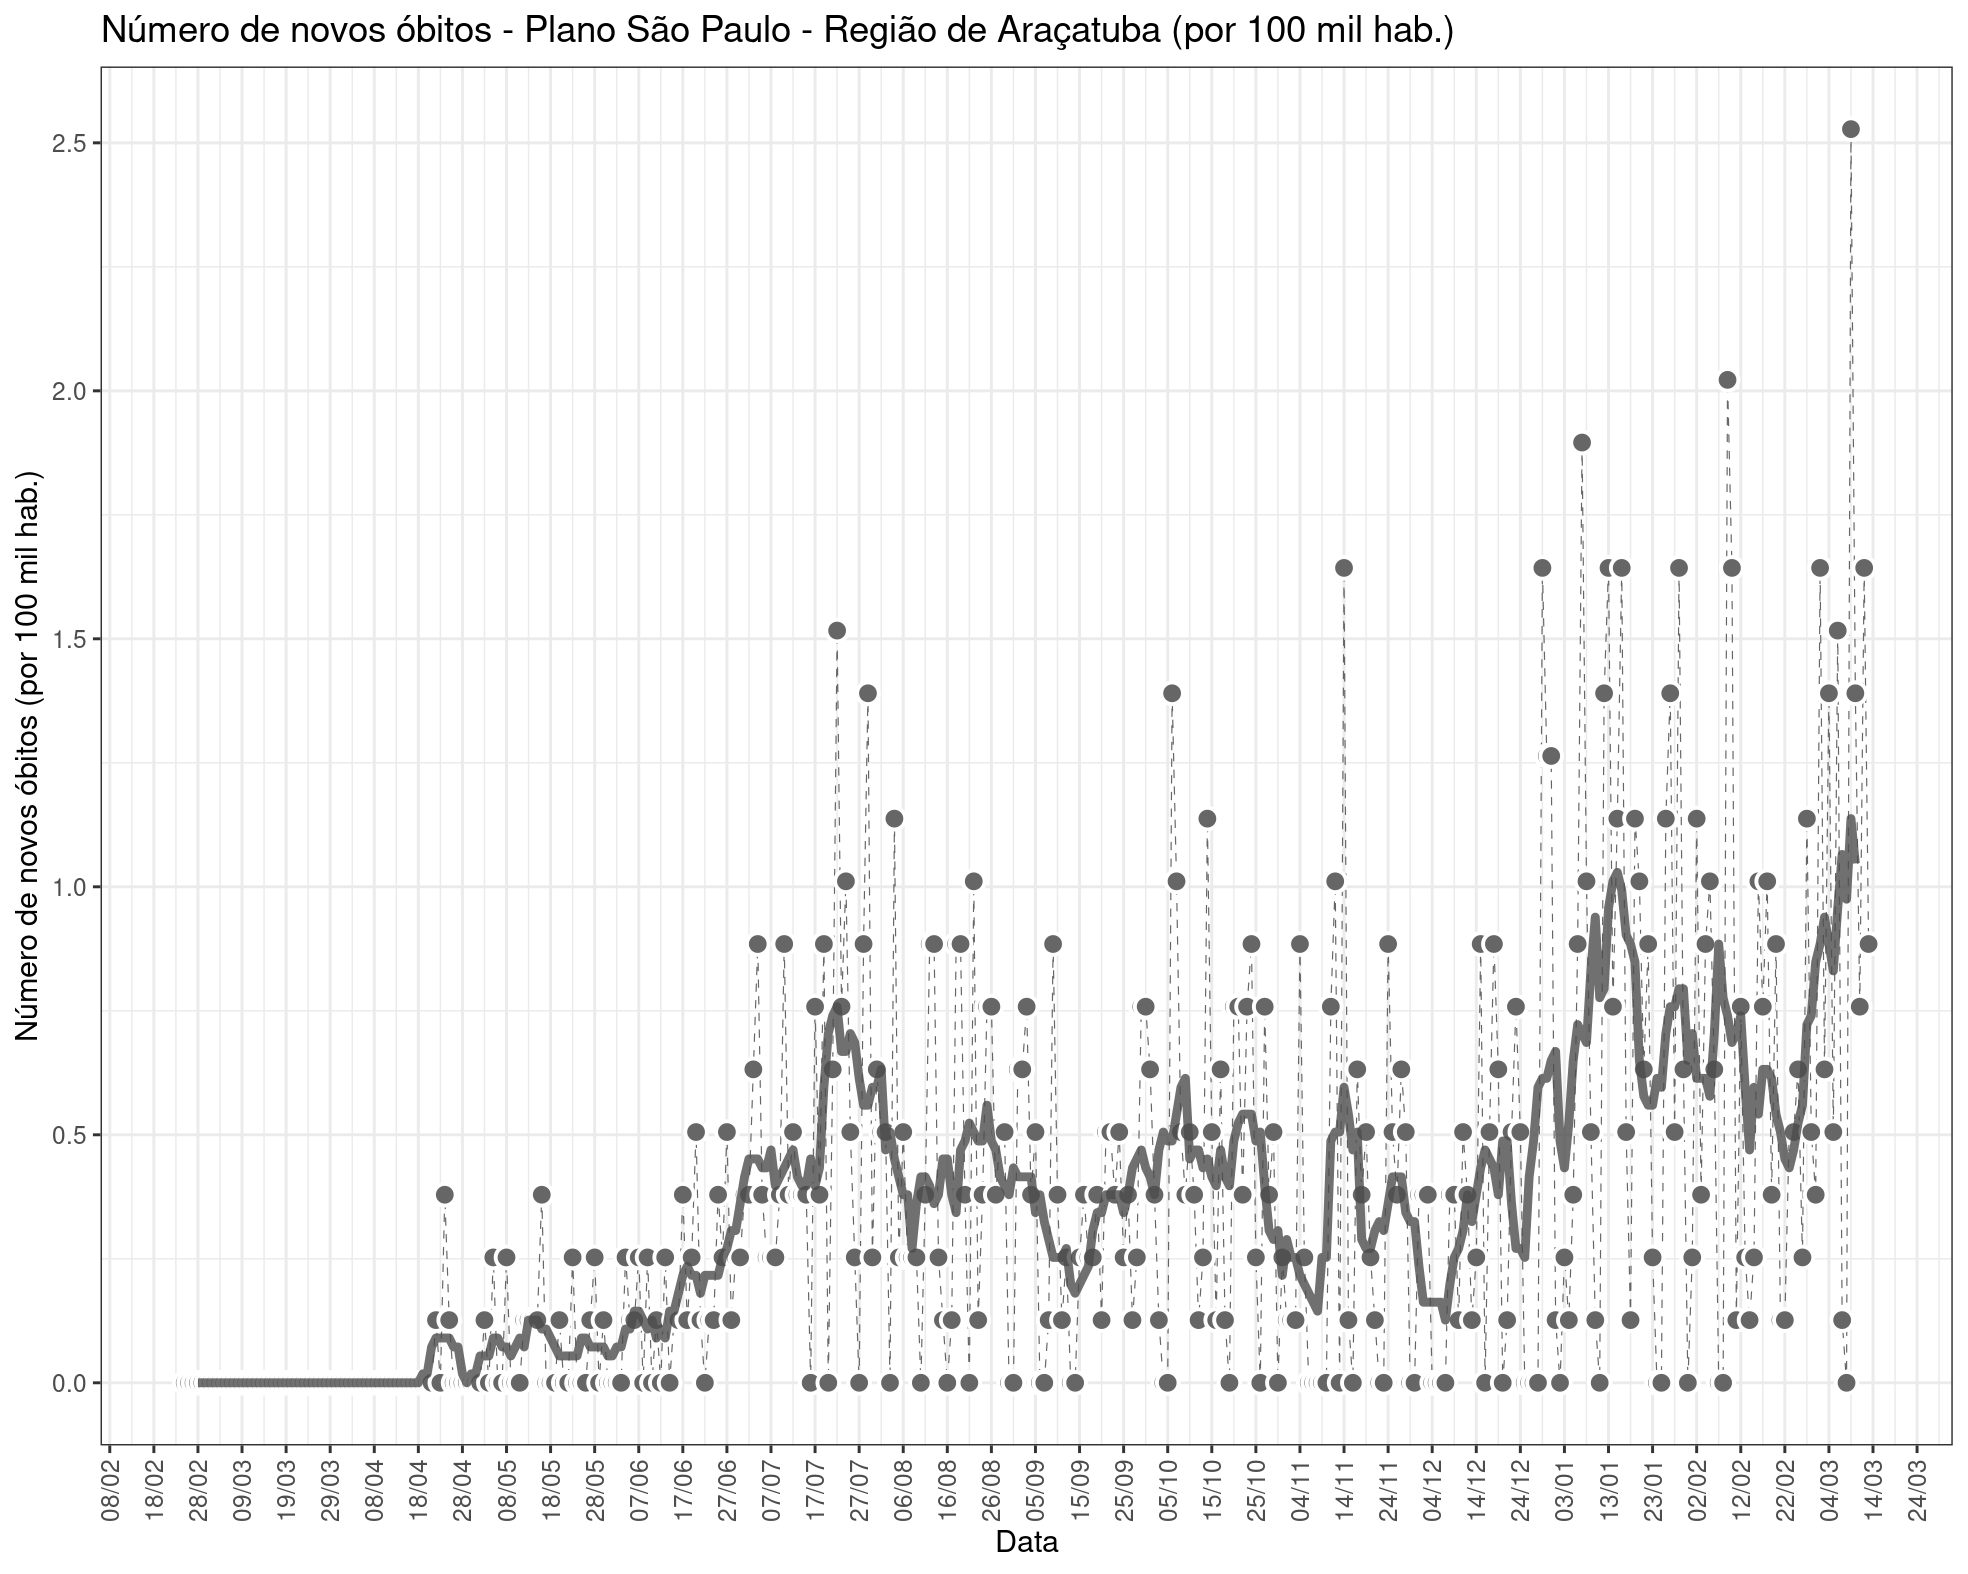 Número de novos óbitos - Plano São Paulo - Região de Araçatuba (por 100 mil hab.)
Número de novos óbitos (por 100 mil hab.)
2.5
2.0
1.5
1.0
0.5
0.0
08/02 18/02 28/02 09/03 19/03 29/03 08/04 18/04 28/04 08/05 18/05 28/05 07/06 17/06 27/06 07/07 17/07 27/07 06/08 16/08 26/08 05/09 15/09 25/09 05/10 15/10 25/10 04/11 14/11 24/11 04/12 14/12 24/12 03/01 13/01 23/01 02/02 12/02 22/02 04/03 14/03 24/03
Data